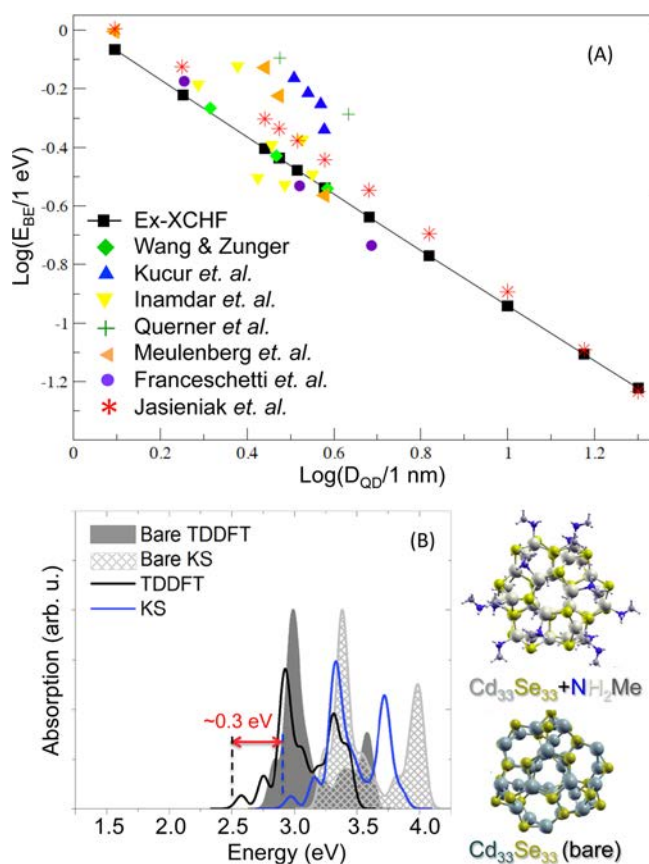 (A)
Log(E_BE/1 eV)
0
-0.2
-0.4
-0.6
-0.8
-1
-1.2
Ex-XCHF
Wang & Zunger
Kucur et. al.
Inamdar et. al.
Querner et al.
Meulenberg et. al.
Franceschetti et. al.
Jasieniak et. al.
0 0.2 0.4 0.6 0.8 1 1.2
Log(D_QD/1 nm)
(B)
Absorption (arb. u.)
Bare TDDFT
Bare KS
TDDFT
KS
~0.3 eV
1.5 2.0 2.5 3.0 3.5 4.0
Energy (eV)
Cd₃₃Se₃₃+NH₂Me
Cd₃₃Se₃₃ (bare)